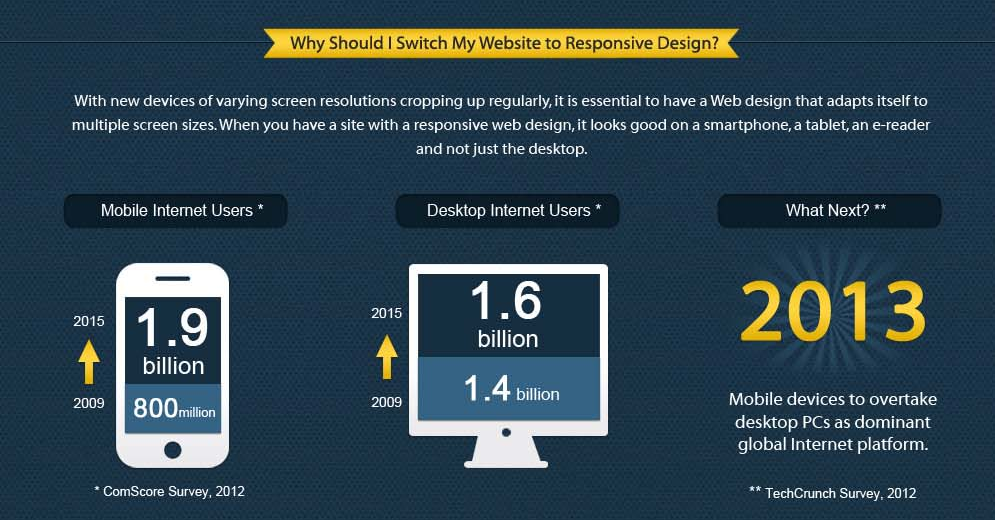 Why Should I Switch My Website to Responsive Design?
With new devices of varying screen resolutions cropping up regularly, it is essential to have a Web design that adapts itself to
multiple screen sizes. When you have a site with a responsive web design, it looks good on a smartphone, a tablet, an e-reader
and not just the desktop.
Mobile Internet Users *
2015
1.9
billion
2009
800 million
* ComScore Survey, 2012
Desktop Internet Users *
2015
1.6
billion
2009
1.4 billion
What Next? **
2013
Mobile devices to overtake
desktop PCs as dominant
global Internet platform.
** TechCrunch Survey, 2012